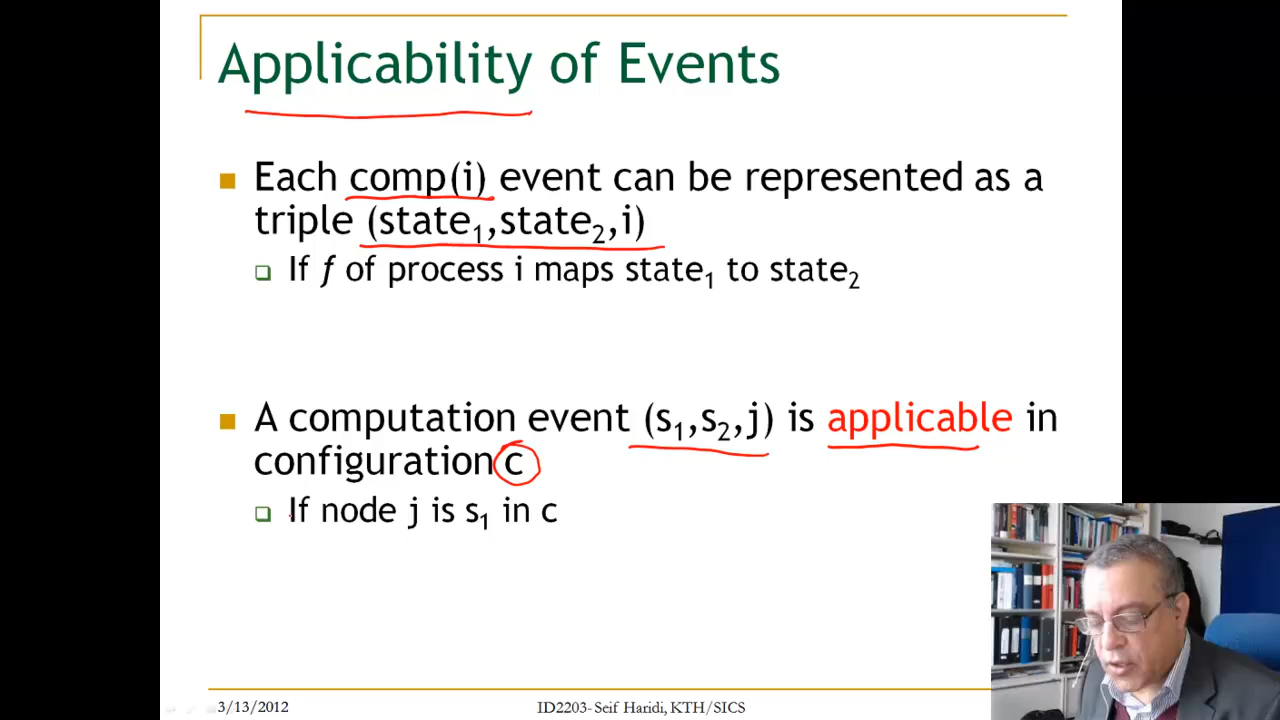 Applicability of Events
Each comp(i) event can be represented as a
triple (state₁,state₂,i)
If f of process i maps state₁ to state₂
A computation event (s₁,s₂,j) is applicable in
configuration c
If node j is s₁ in c
3/13/2012
ID2203- Seif Haridi, KTH/SICS